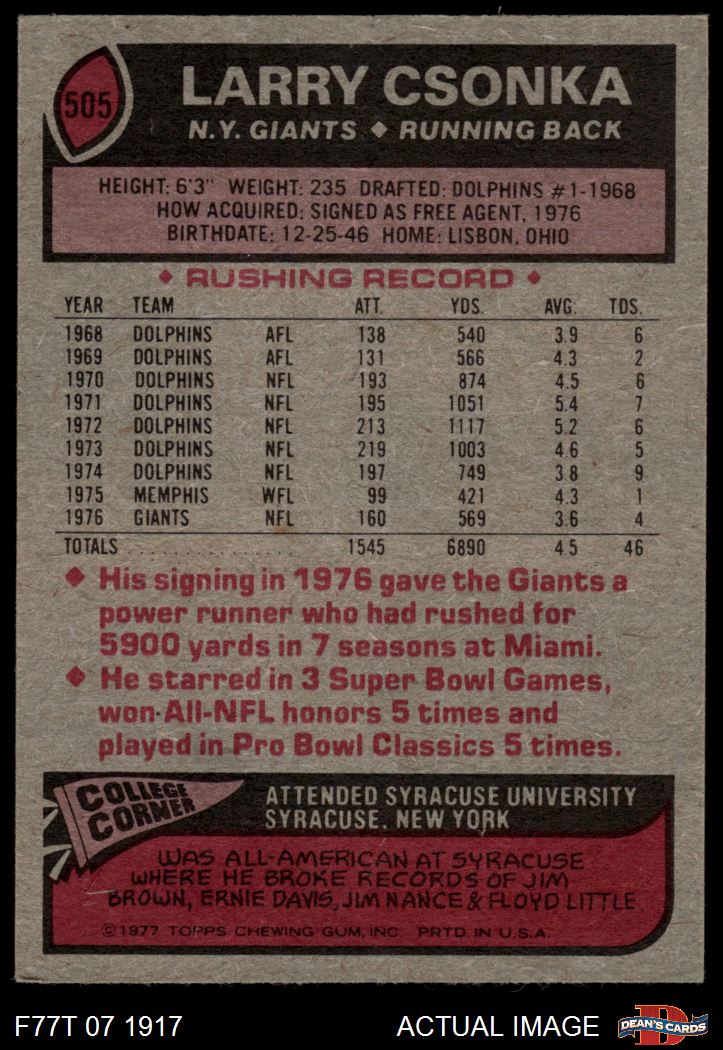 505
LARRY CSONKA
N.Y. GIANTS ♦ RUNNING BACK
HEIGHT: 6'3" WEIGHT: 235 DRAFTED: DOLPHINS #1-1968
HOW ACQUIRED: SIGNED AS FREE AGENT, 1976
BIRTHDATE: 12-25-46 HOME: LISBON, OHIO
♦ RUSHING RECORD ♦
YEAR TEAM ATT. YDS. AVG. TDS.
1968 DOLPHINS AFL 138 540 3.9 6
1969 DOLPHINS AFL 131 566 4.3 2
1970 DOLPHINS NFL 193 874 4.5 6
1971 DOLPHINS NFL 195 1051 5.4 7
1972 DOLPHINS NFL 213 1117 5.2 6
1973 DOLPHINS NFL 219 1003 4.6 5
1974 DOLPHINS NFL 197 749 3.8 9
1975 MEMPHIS WFL 99 421 4.3 1
1976 GIANTS NFL 160 569 3.6 4
TOTALS . . . . . . . . . . . . . . . 1545 6890 4.5 46
♦ His signing in 1976 gave the Giants a
power runner who had rushed for
5900 yards in 7 seasons at Miami.
♦ He starred in 3 Super Bowl Games,
won All-NFL honors 5 times and
played in Pro Bowl Classics 5 times.
COLLEGE
CORNER
ATTENDED SYRACUSE UNIVERSITY
SYRACUSE, NEW YORK
WAS ALL-AMERICAN AT SYRACUSE
WHERE HE BROKE RECORDS OF JIM
BROWN, ERNIE DAVIS, JIM NANCE & FLOYD LITTLE
©1977 TOPPS CHEWING GUM, INC. PRTD. IN U.S.A.
F77T 07 1917
ACTUAL IMAGE
D
DEAN'S CARDS